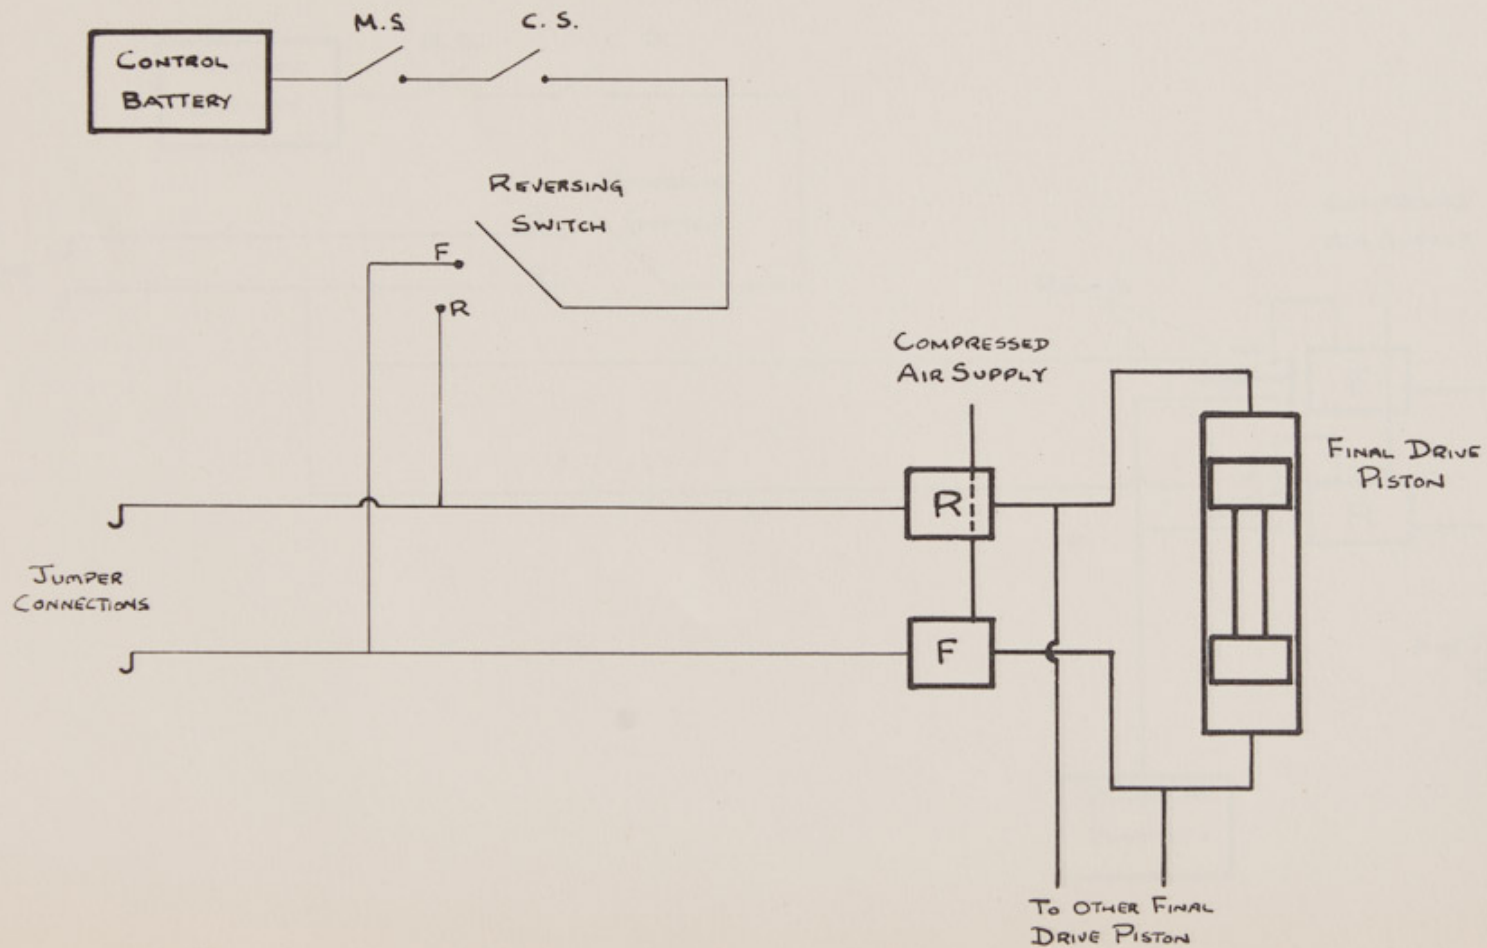 M.S
C. S.
CONTROL
BATTERY
REVERSING
SWITCH
F
R
COMPRESSED
AIR SUPPLY
FINAL DRIVE
PISTON
R
JUMPER
CONNECTIONS
F
TO OTHER FINAL
DRIVE PISTON